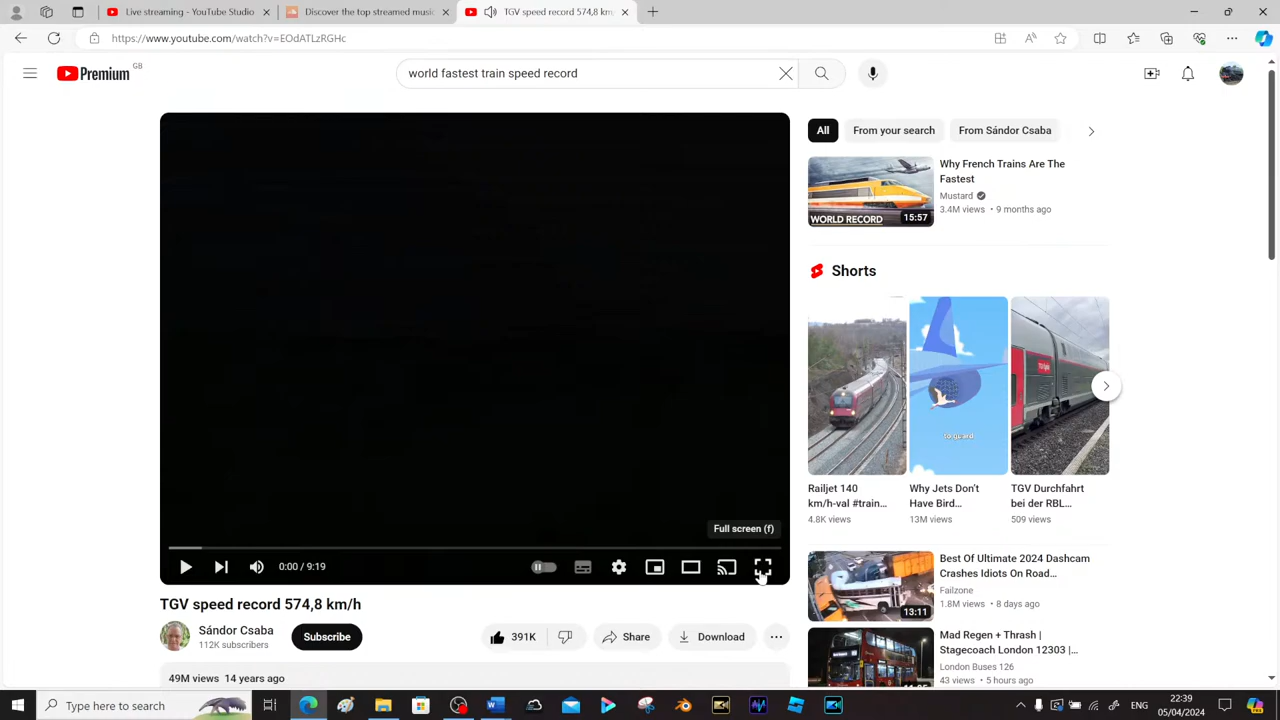 Live streaming - YouTube Studio
Discover the top streamed music
TGV speed record 574,8 km
https://www.youtube.com/watch?v=EOdATLzRGHc
Premium GB
world fastest train speed record
All
From your search
From Sándor Csaba
Why French Trains Are The
Fastest
Mustard
3.4M views • 9 months ago
WORLD RECORD
15:57
Shorts
to guard
Railjet 140
km/h-val #train...
4.8K views
Why Jets Don't
Have Bird...
13M views
TGV Durchfahrt
bei der RBL...
509 views
Full screen (f)
0:00 / 9:19
TGV speed record 574,8 km/h
Sándor Csaba
112K subscribers
Subscribe
391K
Share
Download
49M views 14 years ago
Best Of Ultimate 2024 Dashcam
Crashes Idiots On Road...
Failzone
1.8M views • 8 days ago
13:11
Mad Regen + Thrash |
Stagecoach London 12303 |...
London Buses 126
43 views • 5 hours ago
Type here to search
ENG
22:39
05/04/2024